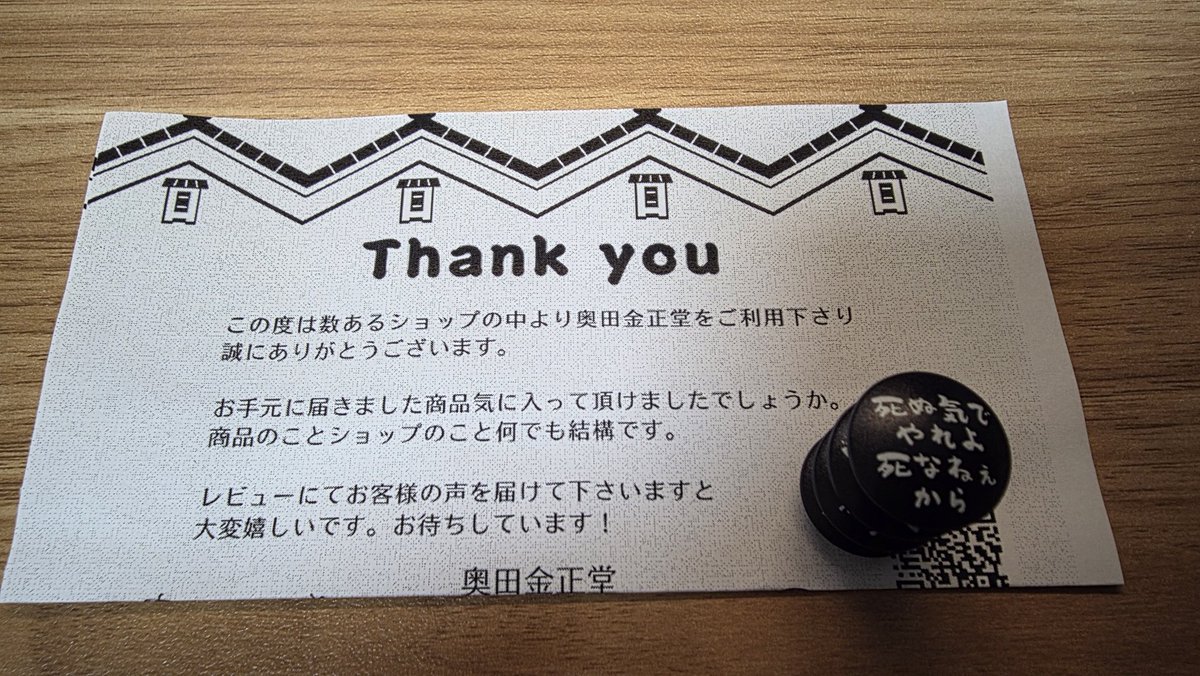 Thank you
この度は数あるショップの中より奥田金正堂をご利用下さり
誠にありがとうございます。
お手元に届きました商品気に入って頂けましたでしょうか。
商品のことショップのこと何でも結構です。
レビューにてお客様の声を届けて下さいますと
大変嬉しいです。お待ちしています！
奥田金正堂
死ぬ気で
やれよ
死なねぇ
から